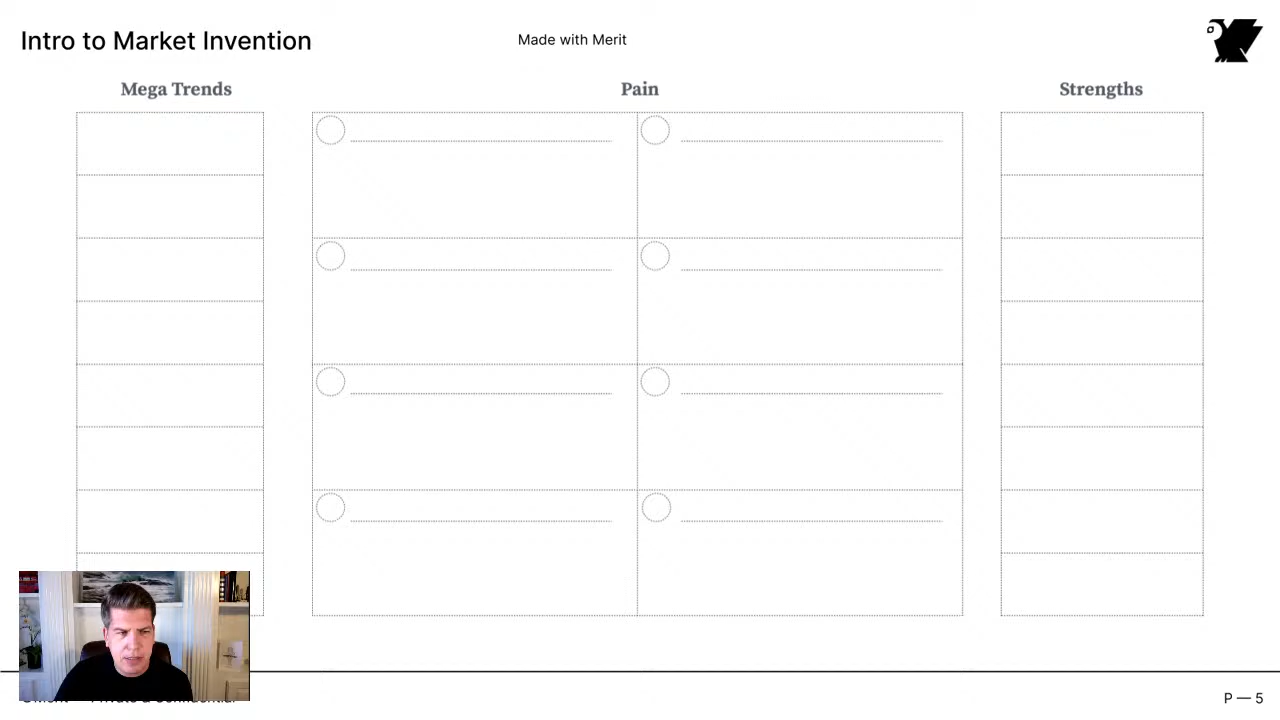 Intro to Market Invention
Made with Merit
Mega Trends
Pain
Strengths
P — 5